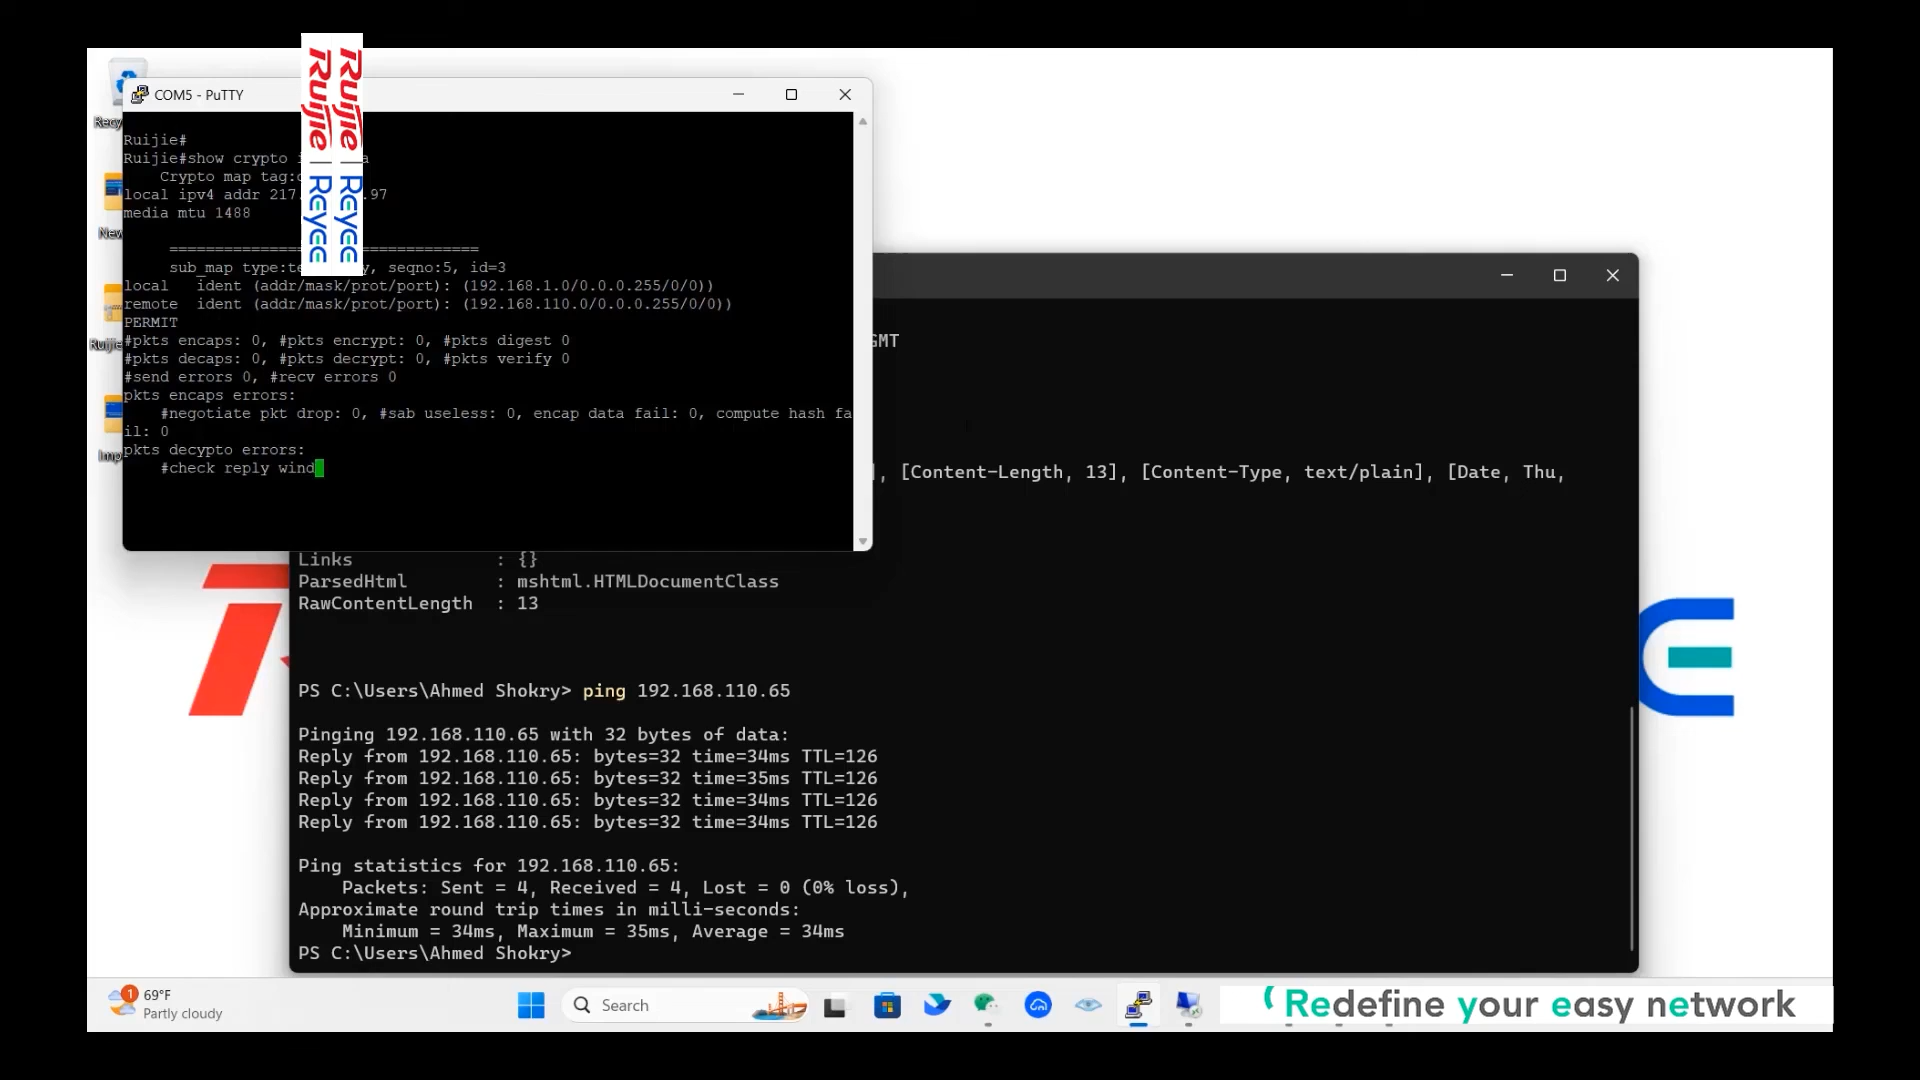 COM5 - PuTTY
Ruijie#
Ruijie#show crypto i a
Crypto map tag:
local ipv4 addr 217. .97
media mtu 1488
==================================
sub_map type:te y, seqno:5, id=3
local ident (addr/mask/prot/port): (192.168.1.0/0.0.0.255/0/0))
remote ident (addr/mask/prot/port): (192.168.110.0/0.0.0.255/0/0))
PERMIT
#pkts encaps: 0, #pkts encrypt: 0, #pkts digest 0
#pkts decaps: 0, #pkts decrypt: 0, #pkts verify 0
#send errors 0, #recv errors 0
pkts encaps errors:
#negotiate pkt drop: 0, #sab useless: 0, encap data fail: 0, compute hash fa
il: 0
pkts decypto errors:
#check reply wind
Ruijie | Reyee
Ruijie | Reyee
Recy
New
Ruijie
Imp
GMT
, [Content-Length, 13], [Content-Type, text/plain], [Date, Thu,
Links : {}
ParsedHtml : mshtml.HTMLDocumentClass
RawContentLength : 13
PS C:\Users\Ahmed Shokry> ping 192.168.110.65
Pinging 192.168.110.65 with 32 bytes of data:
Reply from 192.168.110.65: bytes=32 time=34ms TTL=126
Reply from 192.168.110.65: bytes=32 time=35ms TTL=126
Reply from 192.168.110.65: bytes=32 time=34ms TTL=126
Reply from 192.168.110.65: bytes=32 time=34ms TTL=126
Ping statistics for 192.168.110.65:
Packets: Sent = 4, Received = 4, Lost = 0 (0% loss),
Approximate round trip times in milli-seconds:
Minimum = 34ms, Maximum = 35ms, Average = 34ms
PS C:\Users\Ahmed Shokry>
1
69°F
Partly cloudy
Search
Redefine your easy network